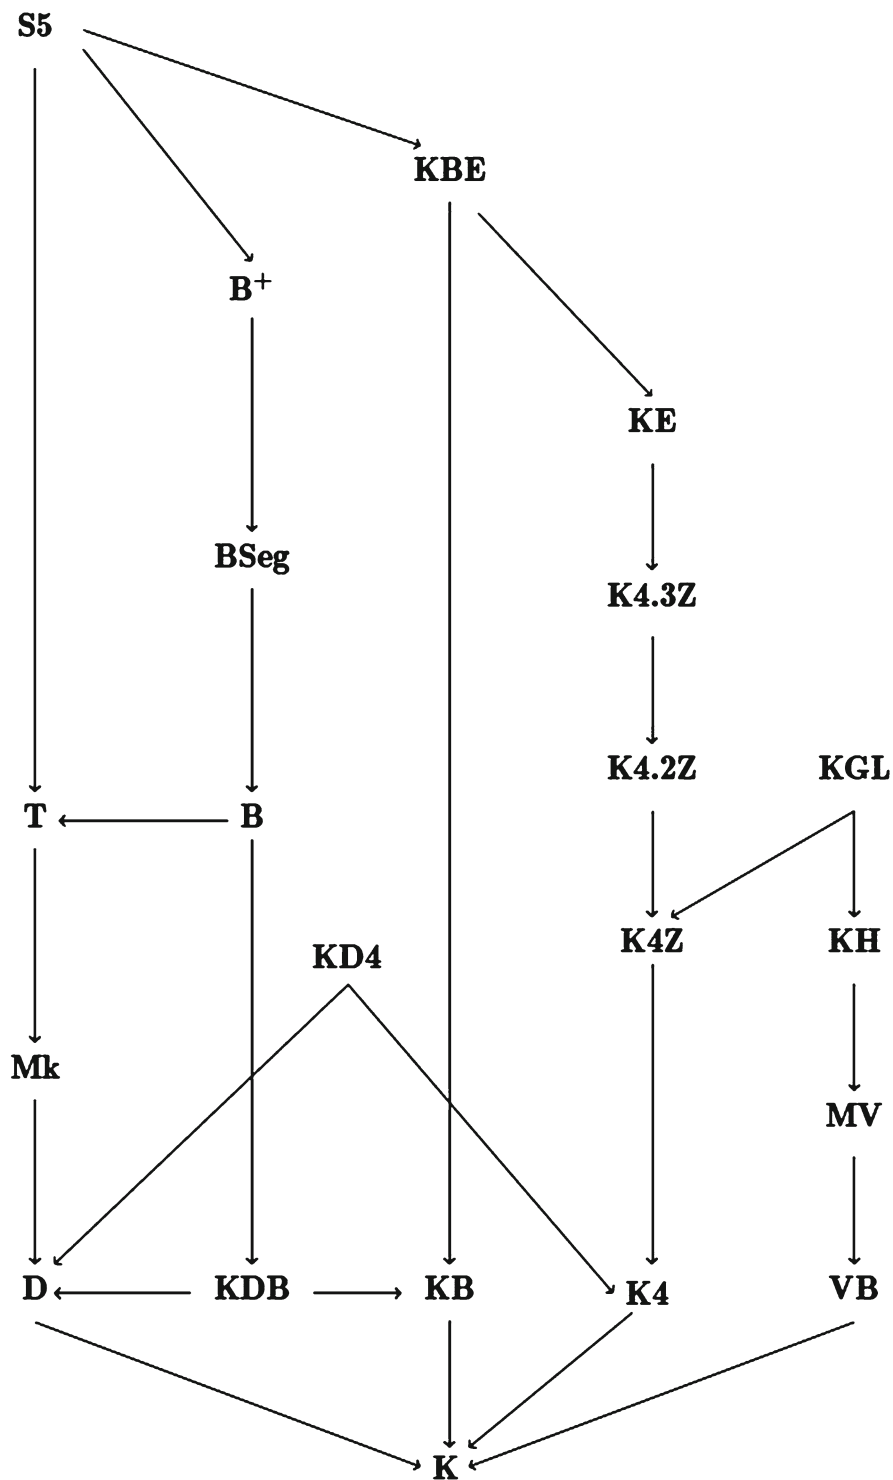 S5
KBE
B⁺
KE
BSeg
K4.3Z
K4.2Z KGL
T B
K4Z KH
KD4
Mk
MV
D KDB KB K4 VB
K